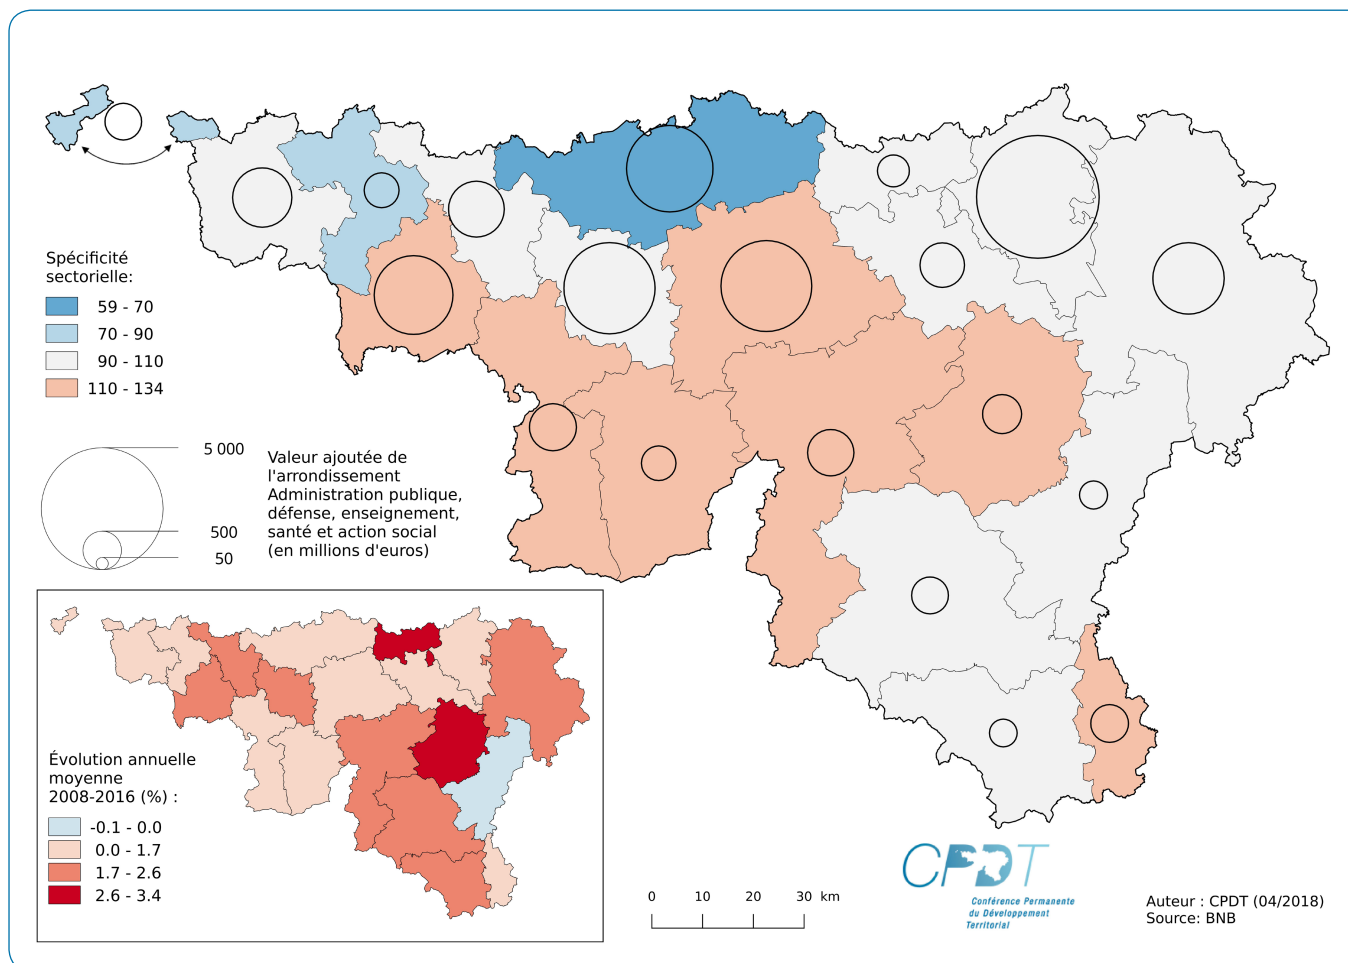 Spécificité
sectorielle:
59 - 70
70 - 90
90 - 110
110 - 134
5 000
500
50
Valeur ajoutée de
l'arrondissement
Administration publique,
défense, enseignement,
santé et action social
(en millions d'euros)
Évolution annuelle
moyenne
2008-2016 (%) :
-0.1 - 0.0
0.0 - 1.7
1.7 - 2.6
2.6 - 3.4
0 10 20 30 km
CPDT
Conférence Permanente
du Développement
Territorial
Auteur : CPDT (04/2018)
Source: BNB